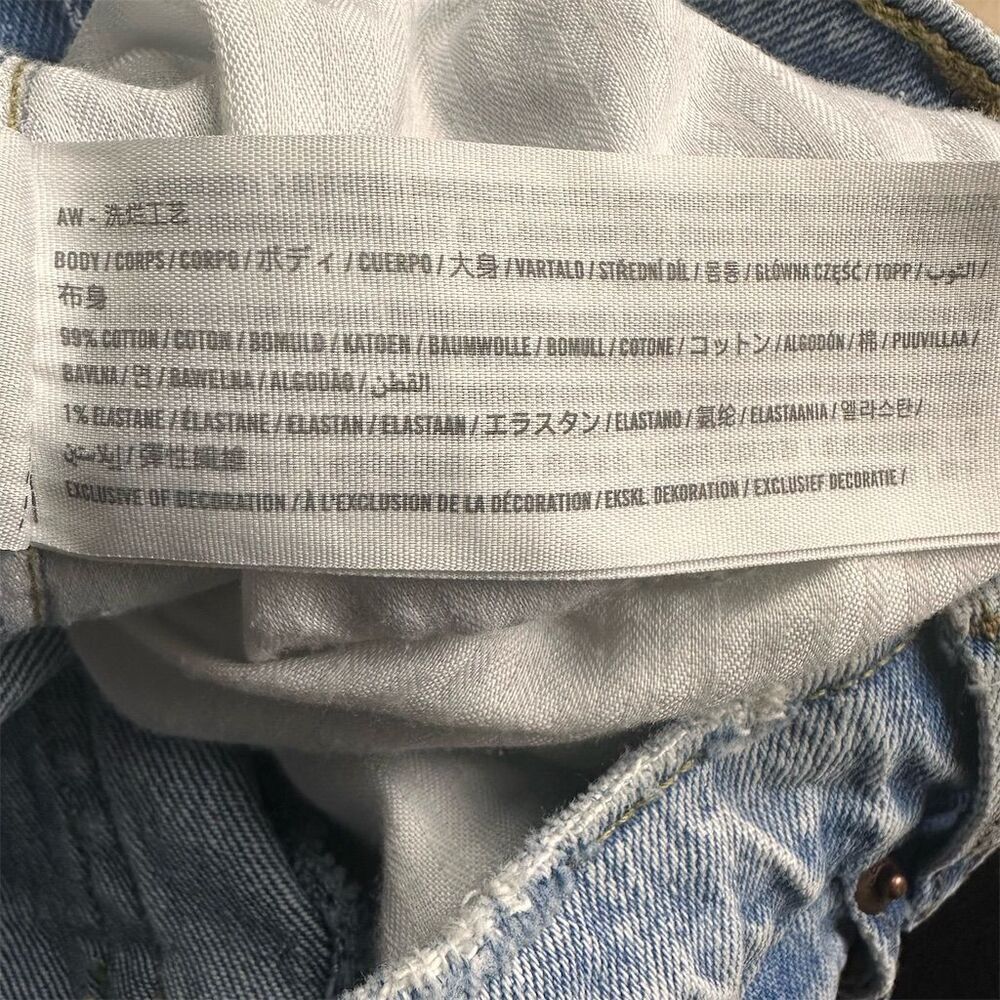 AW - 洗烂工艺
BODY / CORPS / CORPO / ボディ / CUERPO / 大身 / VARTALO / STŘEDNÍ DÍL / 몸통 / GŁÓWNA CZĘŚĆ / TOPP / الثوب /
布身
99% COTTON / COTON / BOMULD / KATOEN / BAUMWOLLE / BOMULL / COTONE / コットン / ALGODÓN / 棉 / PUUVILLAA /
BAVLNA / 면 / BAWEŁNA / ALGODÃO / القطن
1% ELASTANE / ÉLASTANE / ELASTAN / ELASTAAN / エラスタン / ELASTANO / 氨纶 / ELASTAANIA / 엘라스탄 /
إيلاستين / 彈性纖維
EXCLUSIVE OF DECORATION / À L'EXCLUSION DE LA DÉCORATION / EKSKL. DEKORATION / EXCLUSIEF DECORATIE /